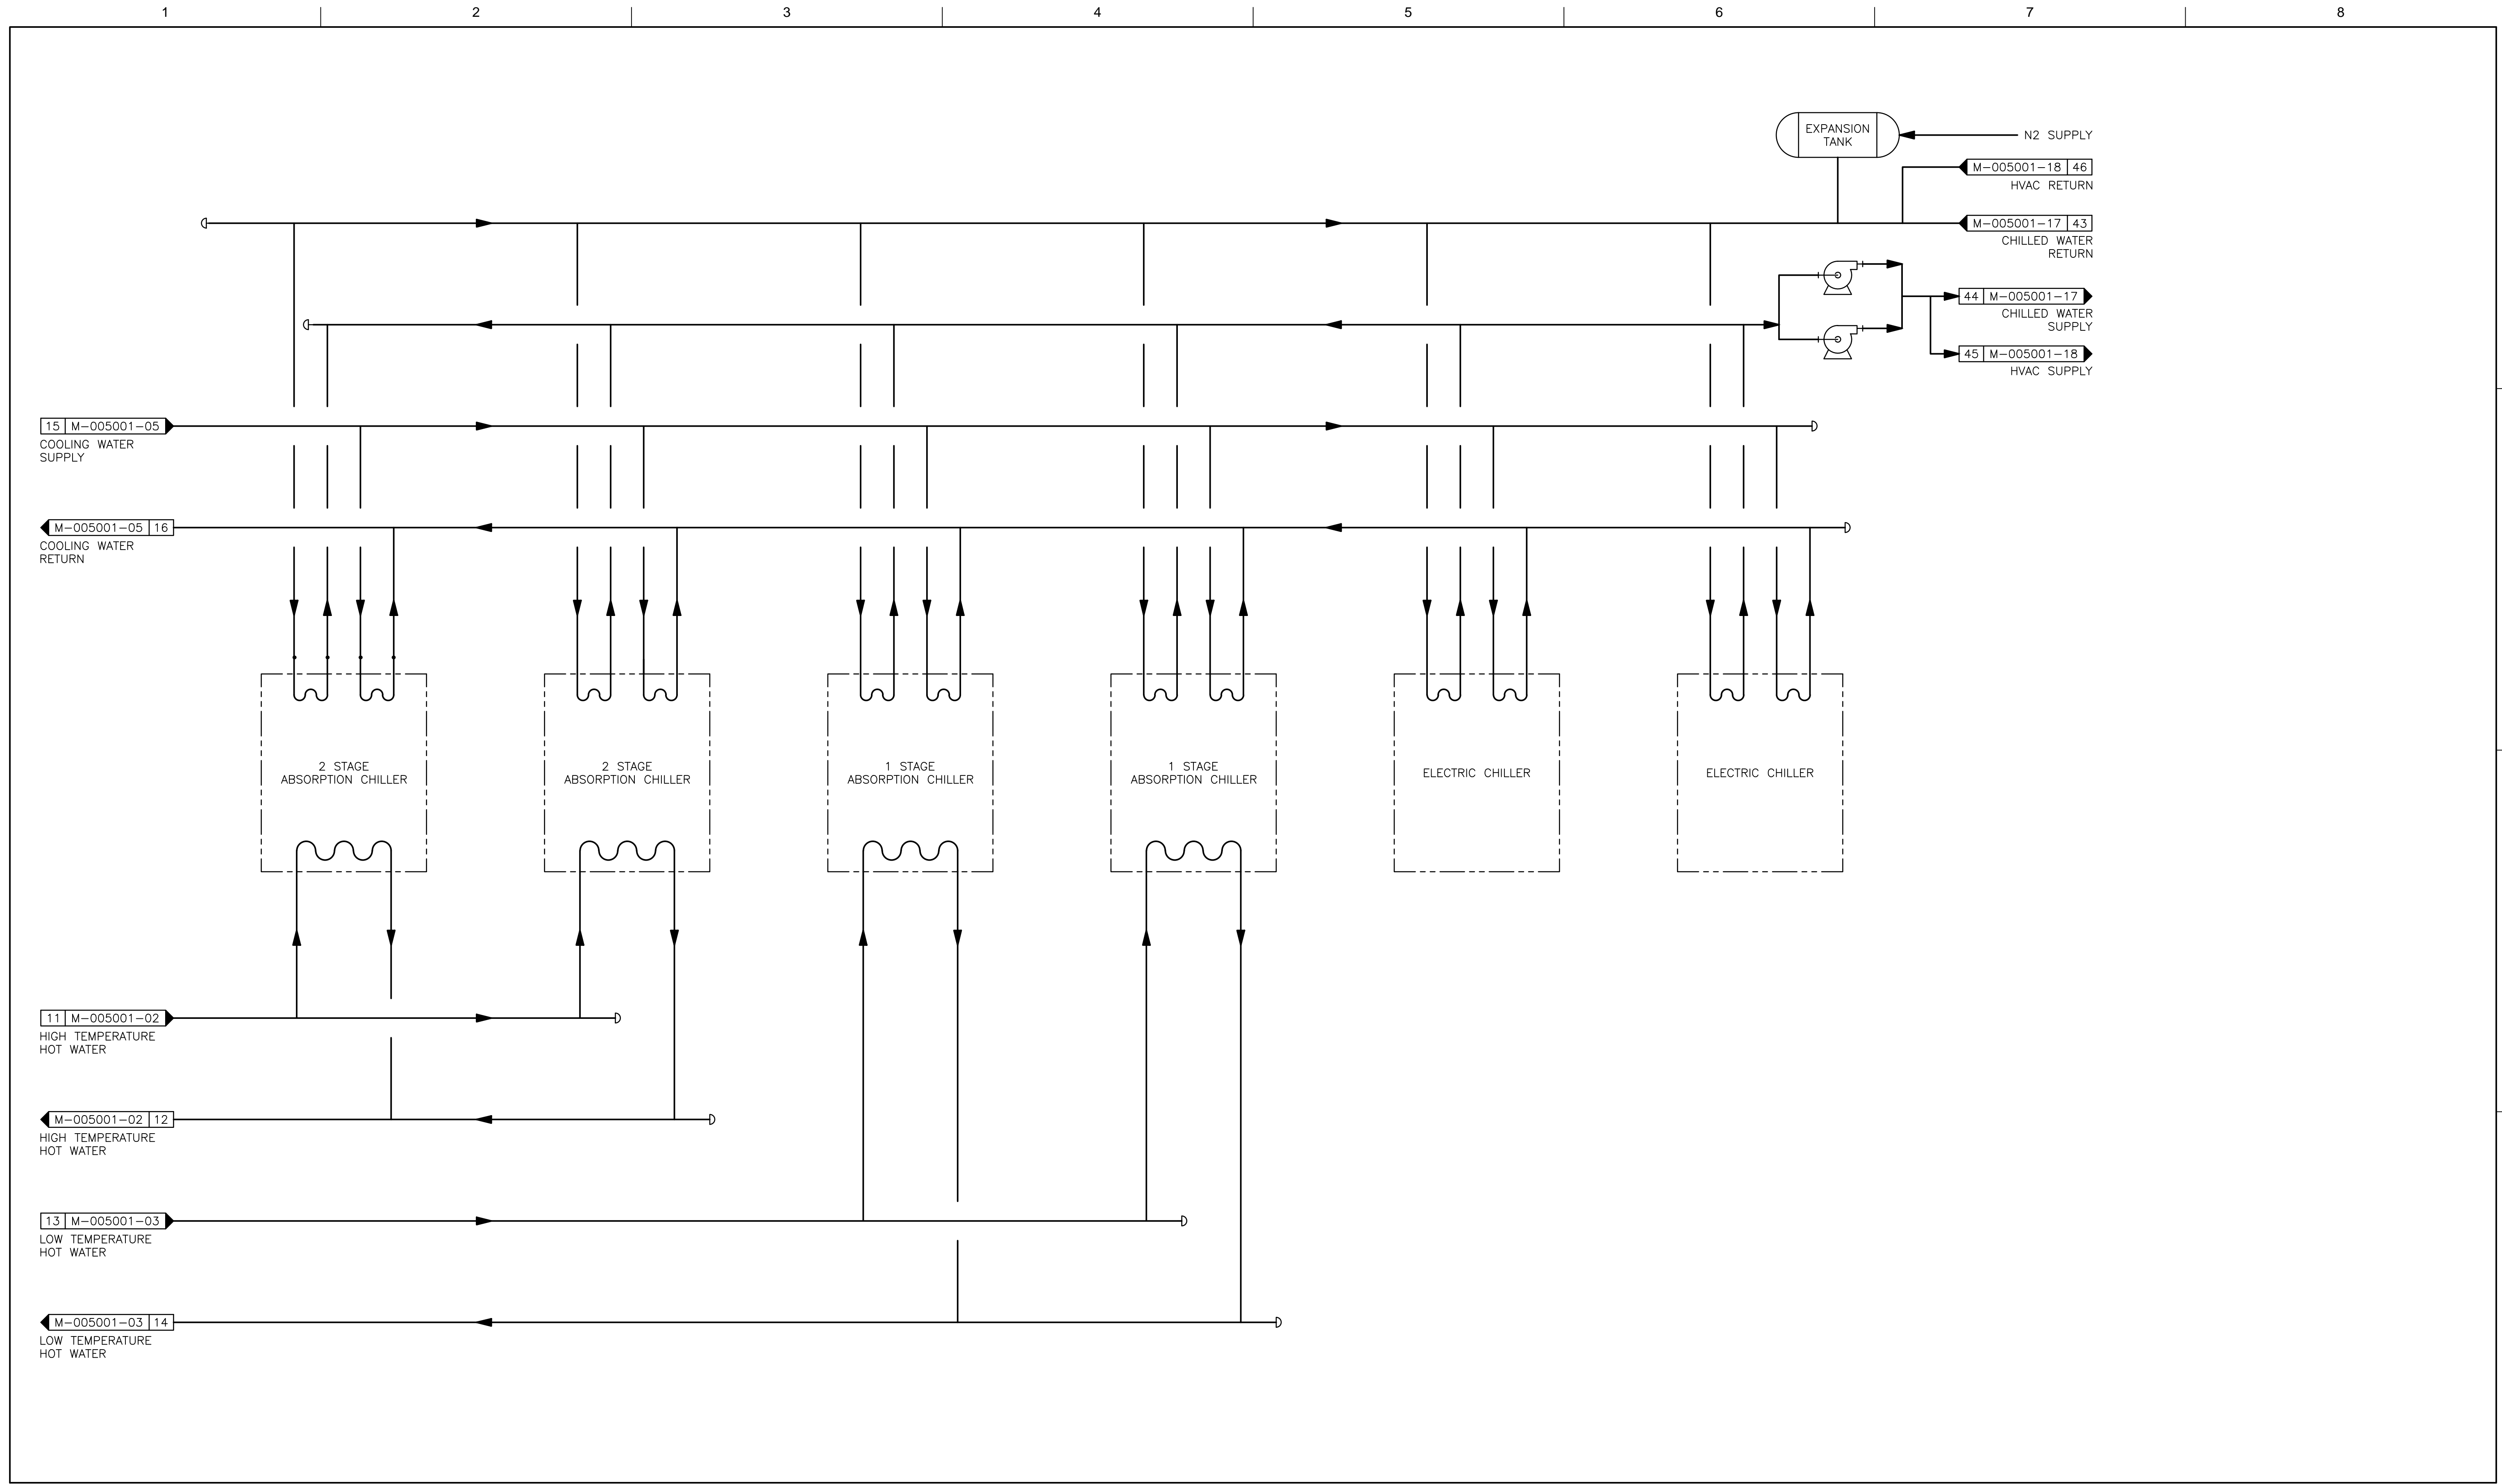 1 2 3 4 5 6 7 8
EXPANSION
TANK
N2 SUPPLY
M-005001-18 46
HVAC RETURN
M-005001-17 43
CHILLED WATER
RETURN
44 M-005001-17
CHILLED WATER
SUPPLY
45 M-005001-18
HVAC SUPPLY
15 M-005001-05
COOLING WATER
SUPPLY
M-005001-05 16
COOLING WATER
RETURN
2 STAGE
ABSORPTION CHILLER
2 STAGE
ABSORPTION CHILLER
1 STAGE
ABSORPTION CHILLER
1 STAGE
ABSORPTION CHILLER
ELECTRIC CHILLER
ELECTRIC CHILLER
11 M-005001-02
HIGH TEMPERATURE
HOT WATER
M-005001-02 12
HIGH TEMPERATURE
HOT WATER
13 M-005001-03
LOW TEMPERATURE
HOT WATER
M-005001-03 14
LOW TEMPERATURE
HOT WATER